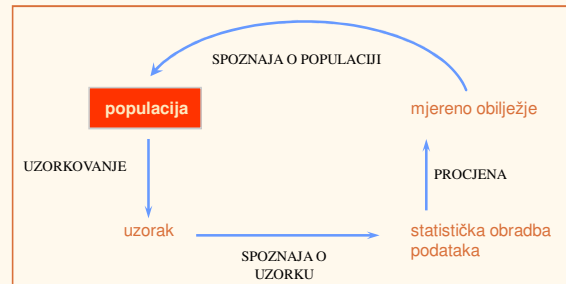 SPOZNAJA O POPULACIJI
populacija
mjereno obilježje
UZORKOVANJE
PROCJENA
uzorak
SPOZNAJA O
UZORKU
statistička obradba
podataka